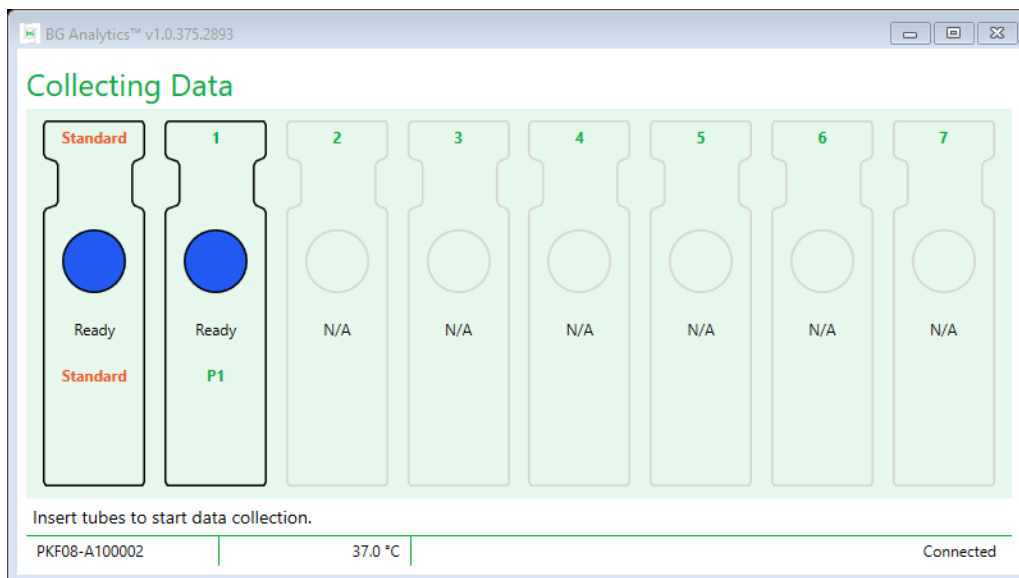 BG Analytics™ v1.0.375.2893
Collecting Data
Standard 1 2 3 4 5 6 7
Ready Ready N/A N/A N/A N/A N/A N/A
Standard P1
Insert tubes to start data collection.
PKF08-A100002 37.0 °C Connected